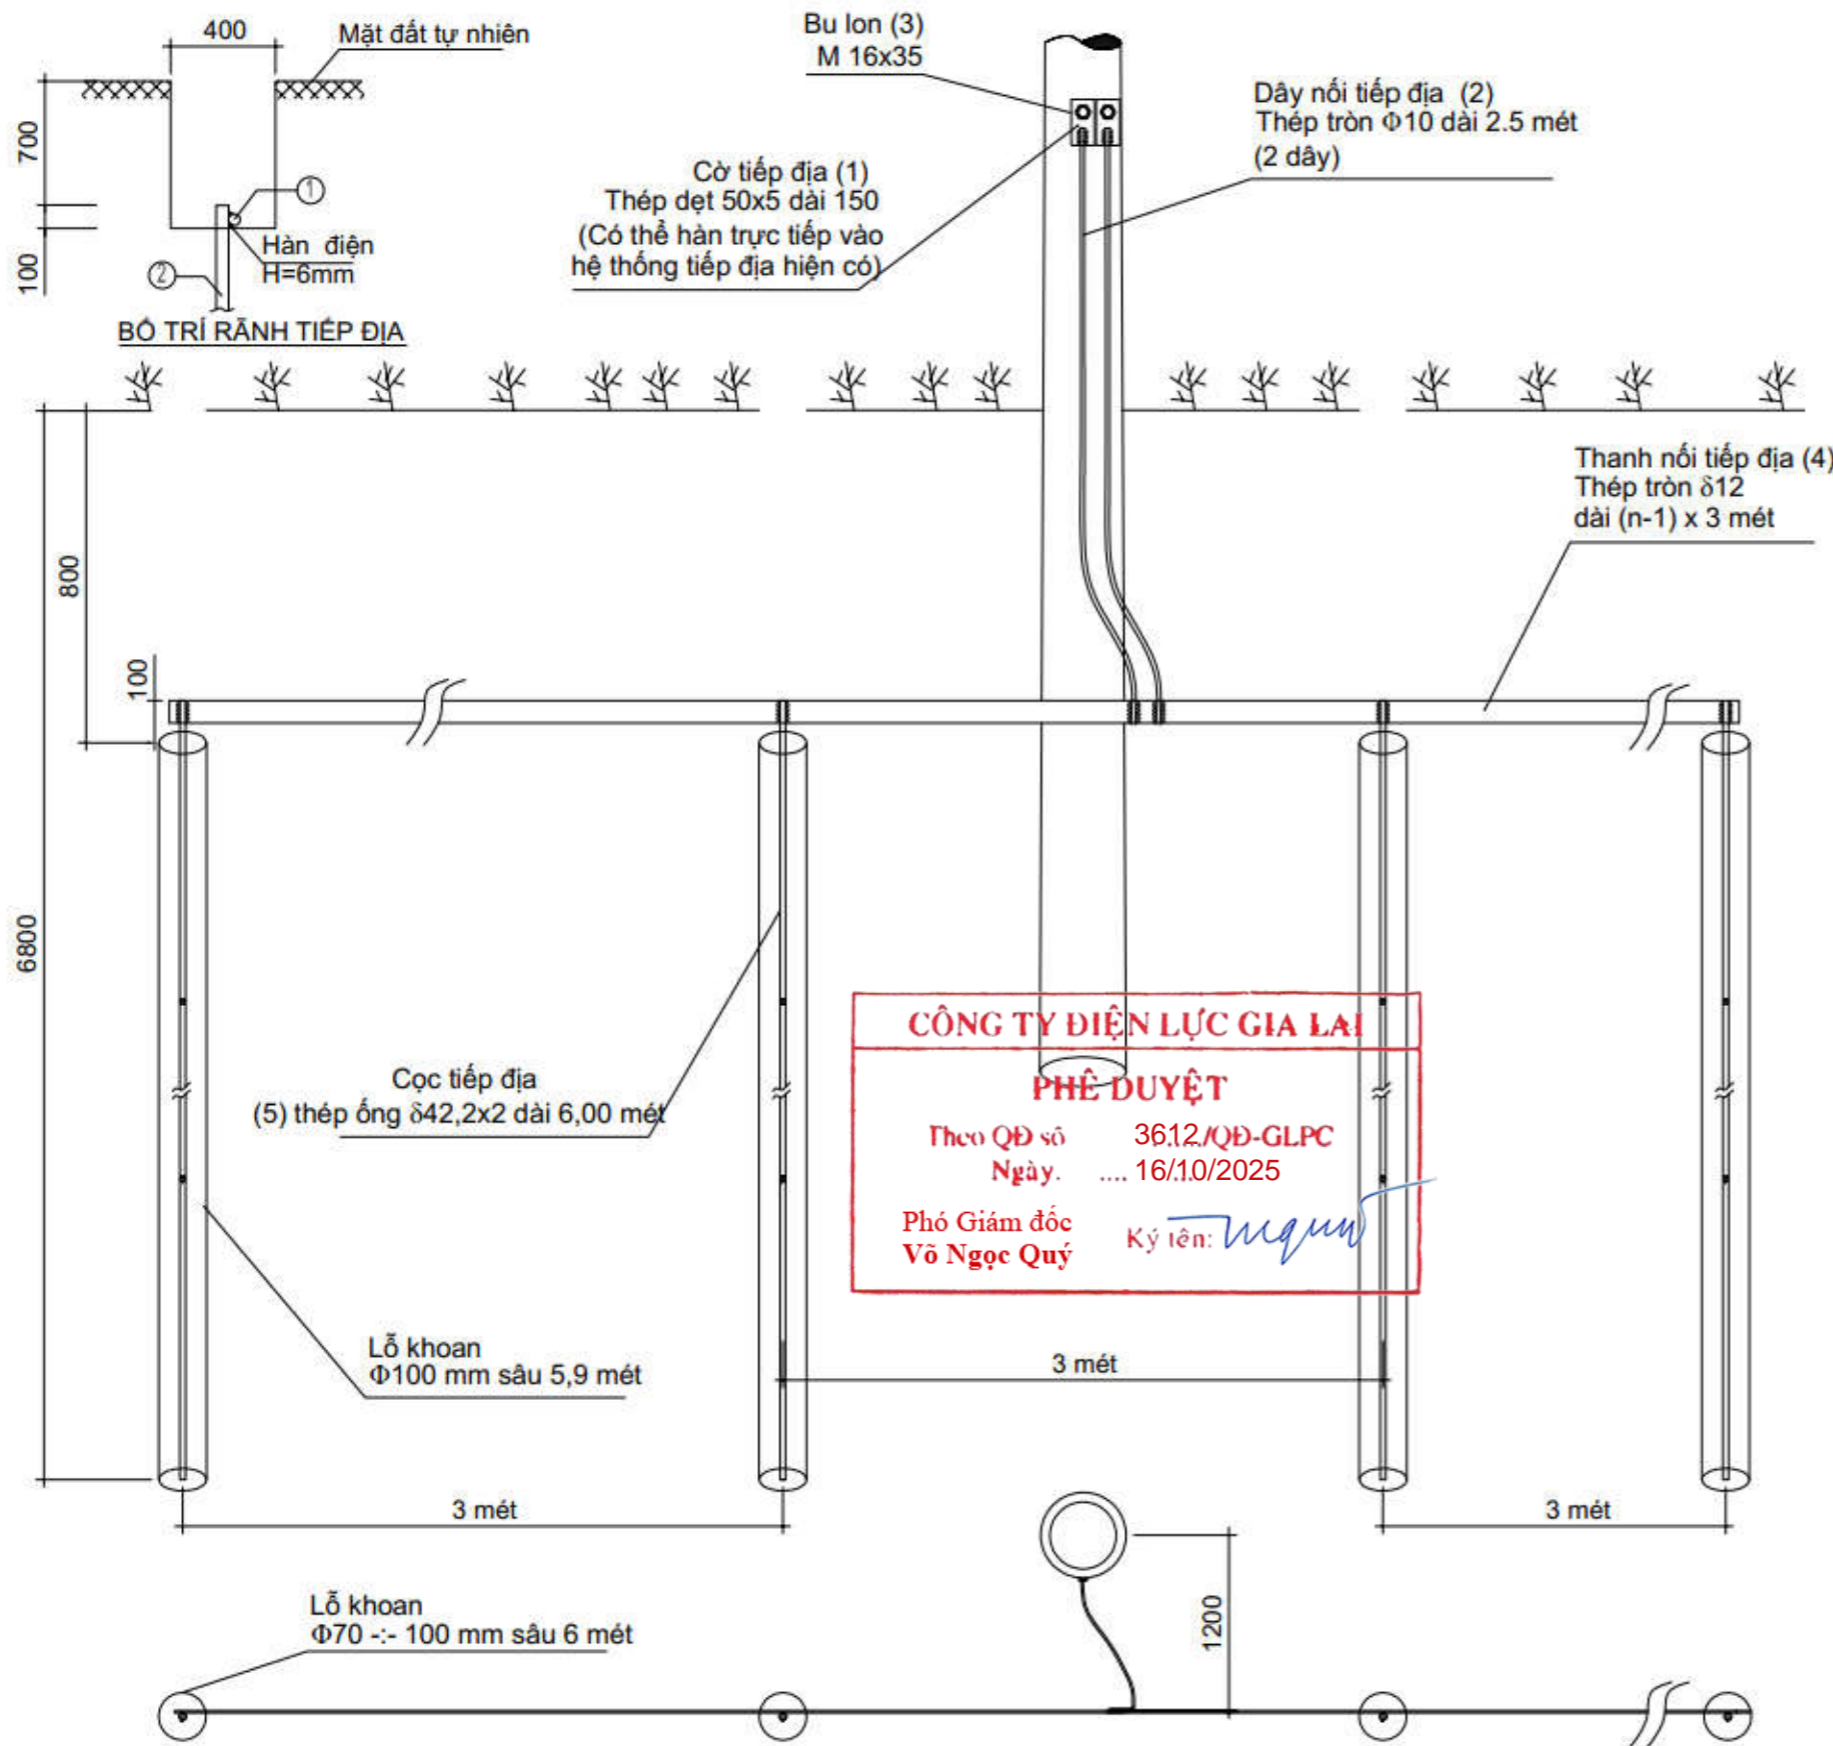 400
Mặt đất tự nhiên
700
1
100
2
Hàn điện
H=6mm
BỐ TRÍ RÃNH TIẾP ĐỊA
Bu lon (3)
M 16x35
Dây nối tiếp địa (2)
Thép tròn Φ10 dài 2.5 mét
(2 dây)
Cờ tiếp địa (1)
Thép dẹt 50x5 dài 150
(Có thể hàn trực tiếp vào
hệ thống tiếp địa hiện có)
Thanh nối tiếp địa (4)
Thép tròn δ12
dài (n-1) x 3 mét
800
100
6800
Cọc tiếp địa
(5) thép ống δ42,2x2 dài 6,00 mét
CÔNG TY ĐIỆN LỰC GIA LAI
PHÊ DUYỆT
Theo QĐ số 3612/QĐ-GLPC
Ngày. .... 16/10/2025
Phó Giám đốc
Võ Ngọc Quý
Ký tên:
Lỗ khoan
Φ100 mm sâu 5,9 mét
3 mét
3 mét
3 mét
1200
Lỗ khoan
Φ70 -:- 100 mm sâu 6 mét